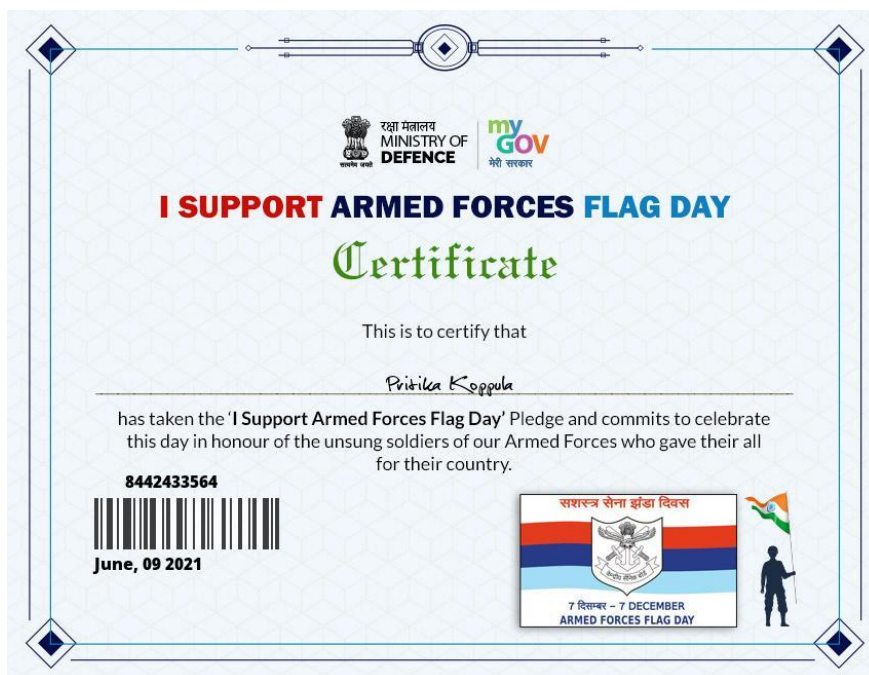 रक्षा मंत्रालय
MINISTRY OF
DEFENCE
सत्यमेव जयते
my
GOV
मेरी सरकार
I SUPPORT ARMED FORCES FLAG DAY
Certificate
This is to certify that
Pritika Koppula
has taken the ‘I Support Armed Forces Flag Day’ Pledge and commits to celebrate
this day in honour of the unsung soldiers of our Armed Forces who gave their all
for their country.
8442433564
June, 09 2021
सशस्त्र सेना झंडा दिवस
केन्द्रीय सैनिक बोर्ड
7 दिसम्बर – 7 DECEMBER
ARMED FORCES FLAG DAY